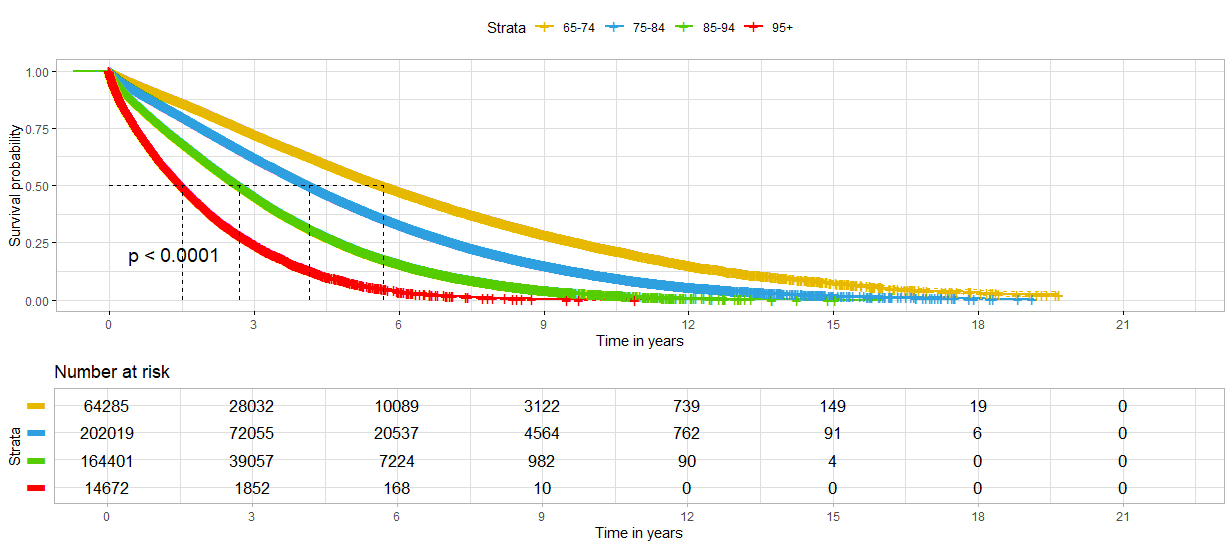 Strata 65-74 75-84 85-94 95+
Survival probability
1.00
0.75
0.50
0.25
0.00
p < 0.0001
0 3 6 9 12 15 18 21
Time in years
Number at risk
Strata
64285 28032 10089 3122 739 149 19 0
202019 72055 20537 4564 762 91 6 0
164401 39057 7224 982 90 4 0 0
14672 1852 168 10 0 0 0 0
0 3 6 9 12 15 18 21
Time in years